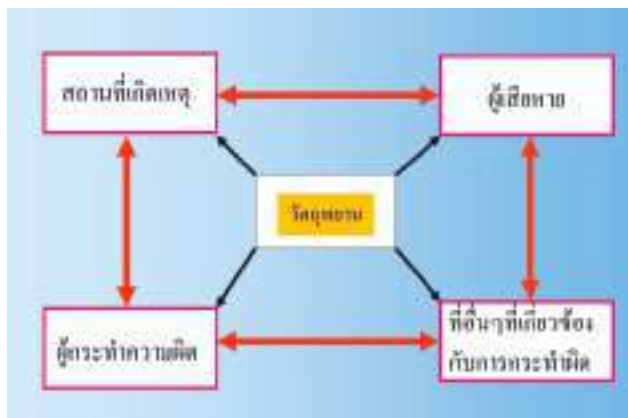 สถานที่เกิดเหตุ
ผู้เสียหาย
วัตถุพยาน
ผู้กระทำความผิด
ที่อื่นๆที่เกี่ยวข้อง
กับการกระทำผิด